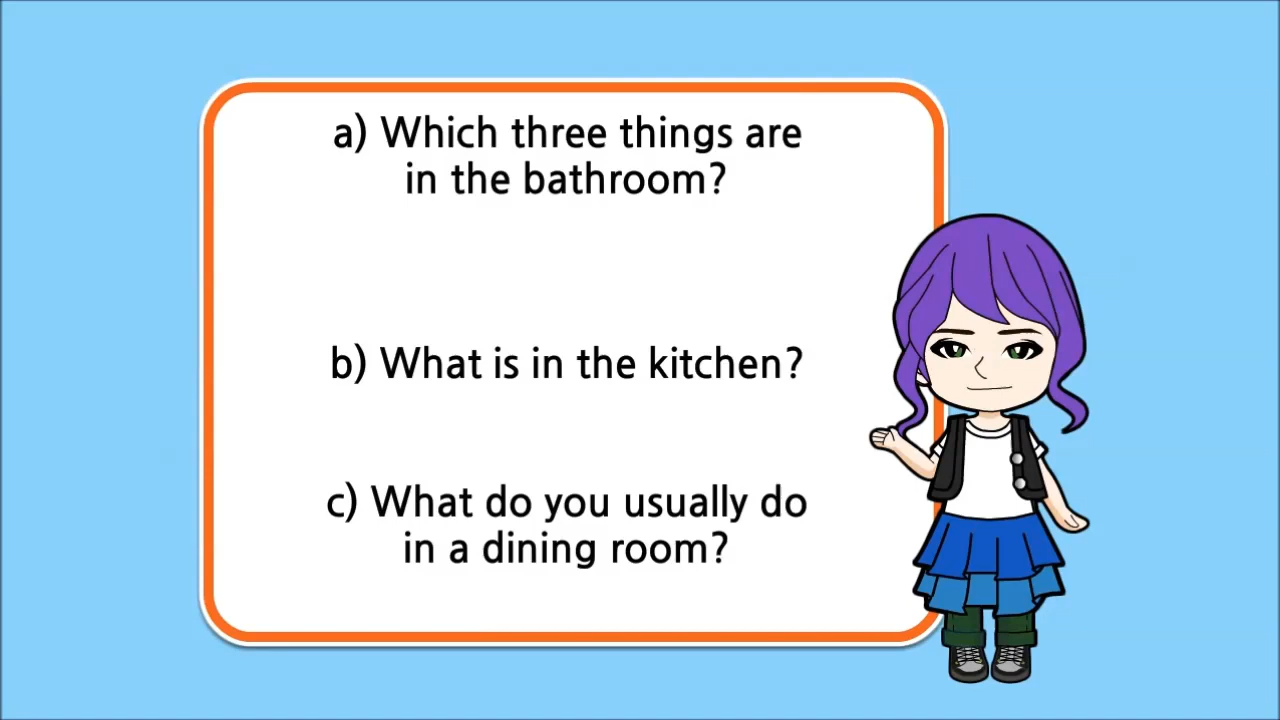 a) Which three things are
in the bathroom?
b) What is in the kitchen?
c) What do you usually do
in a dining room?